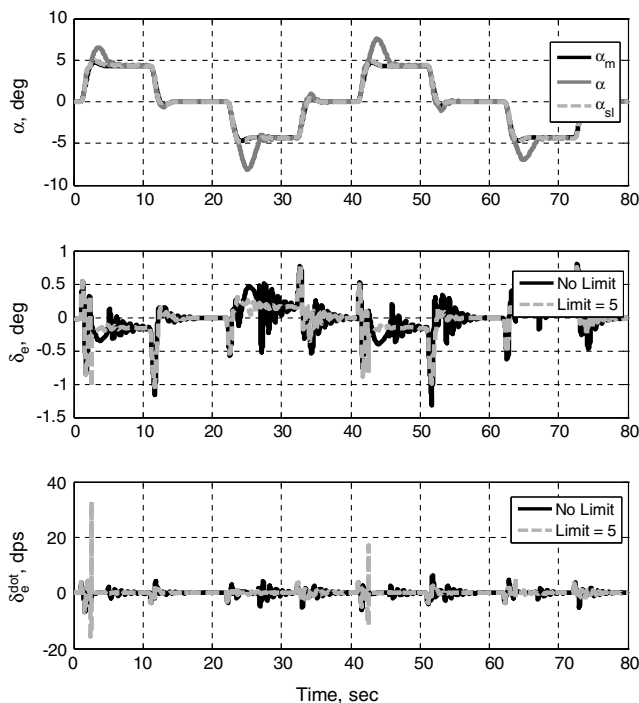 10
5
0
-5
-10
α, deg
0 10 20 30 40 50 60 70 80
α_m
α
α_sl
1
0.5
0
-0.5
-1
-1.5
δ_e, deg
0 10 20 30 40 50 60 70 80
No Limit
Limit = 5
40
20
0
-20
δ_e^dot, dps
0 10 20 30 40 50 60 70 80
No Limit
Limit = 5
Time, sec